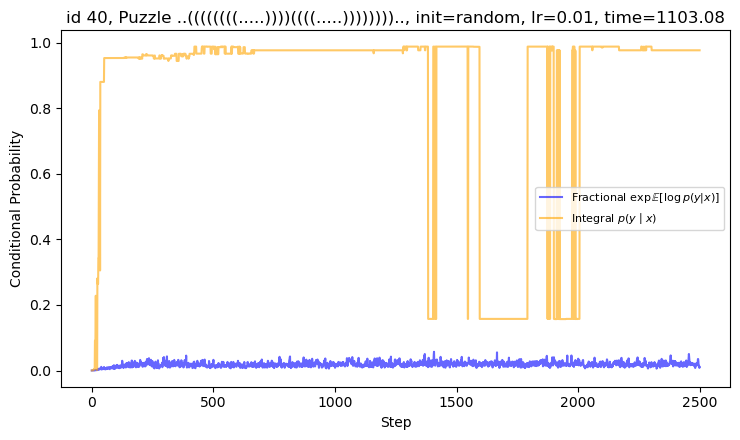 id 40, Puzzle ..((((((((.....))))((((.....)))))))).., init=random, lr=0.01, time=1103.08
Conditional Probability
1.0
0.8
0.6
0.4
0.2
0.0
Fractional exp𝔼[log p(y|x)]
Integral p(y | x)
0
500
1000
1500
2000
2500
Step